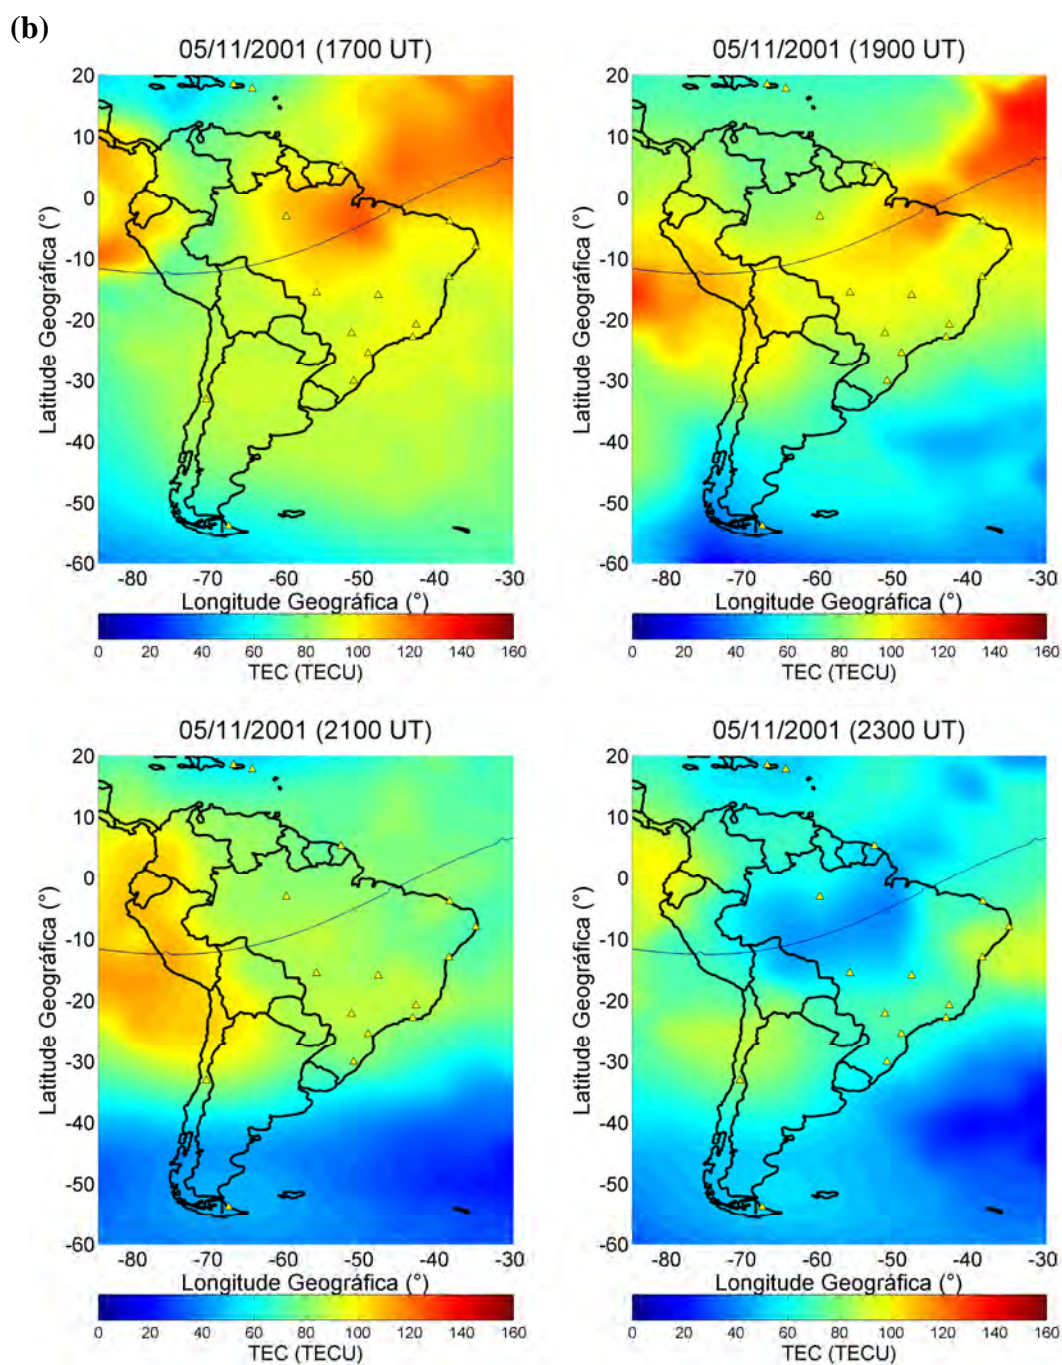 (b)
05/11/2001 (1700 UT)
20
10
0
-10
-20
-30
-40
-50
-60
Latitude Geográfica (°)
-80 -70 -60 -50 -40 -30
Longitude Geográfica (°)
0 20 40 60 80 100 120 140 160
TEC (TECU)
05/11/2001 (1900 UT)
20
10
0
-10
-20
-30
-40
-50
-60
Latitude Geográfica (°)
-80 -70 -60 -50 -40 -30
Longitude Geográfica (°)
0 20 40 60 80 100 120 140 160
TEC (TECU)
05/11/2001 (2100 UT)
20
10
0
-10
-20
-30
-40
-50
-60
Latitude Geográfica (°)
-80 -70 -60 -50 -40 -30
Longitude Geográfica (°)
0 20 40 60 80 100 120 140 160
TEC (TECU)
05/11/2001 (2300 UT)
20
10
0
-10
-20
-30
-40
-50
-60
Latitude Geográfica (°)
-80 -70 -60 -50 -40 -30
Longitude Geográfica (°)
0 20 40 60 80 100 120 140 160
TEC (TECU)